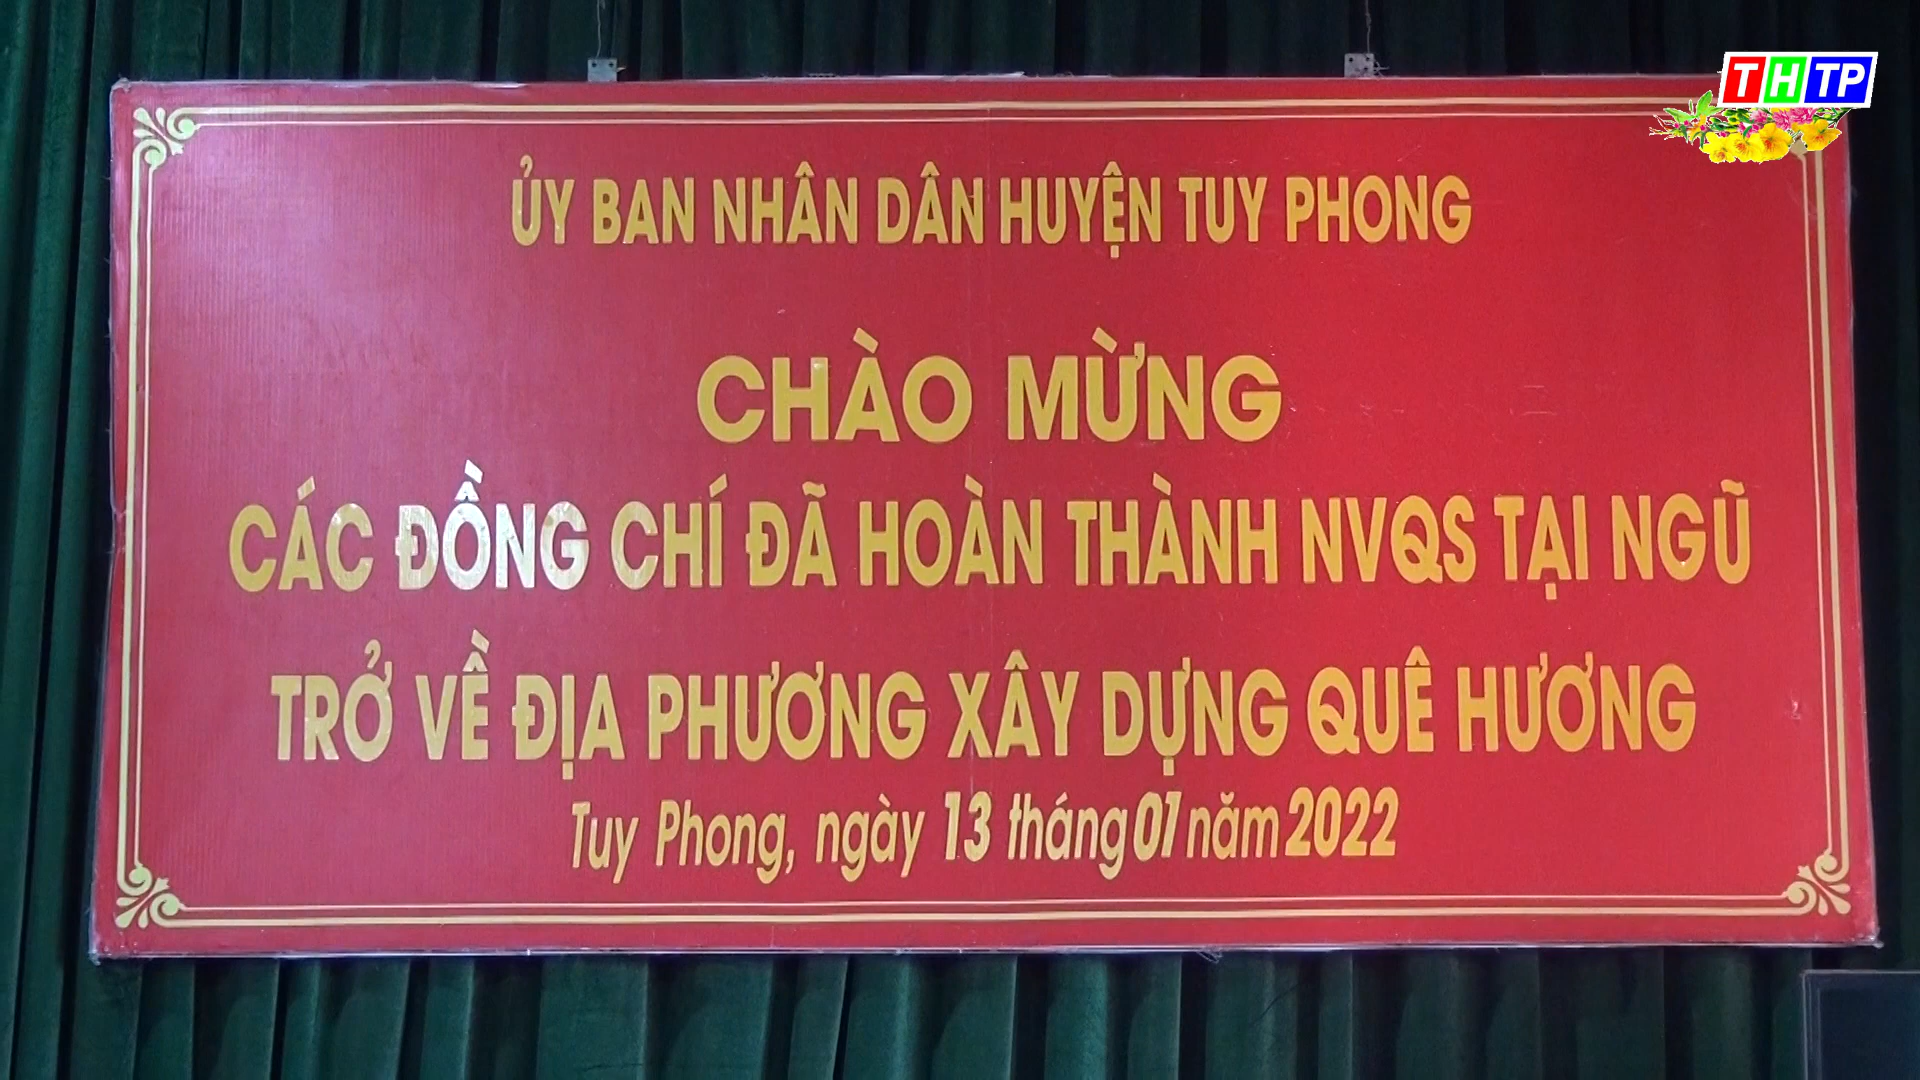 THTP
ỦY BAN NHÂN DÂN HUYỆN TUY PHONG
CHÀO MỪNG
CÁC ĐỒNG CHÍ ĐÃ HOÀN THÀNH NVQS TẠI NGŨ
TRỞ VỀ ĐỊA PHƯƠNG XÂY DỰNG QUÊ HƯƠNG
Tuy Phong, ngày 13 tháng 07 năm 2022